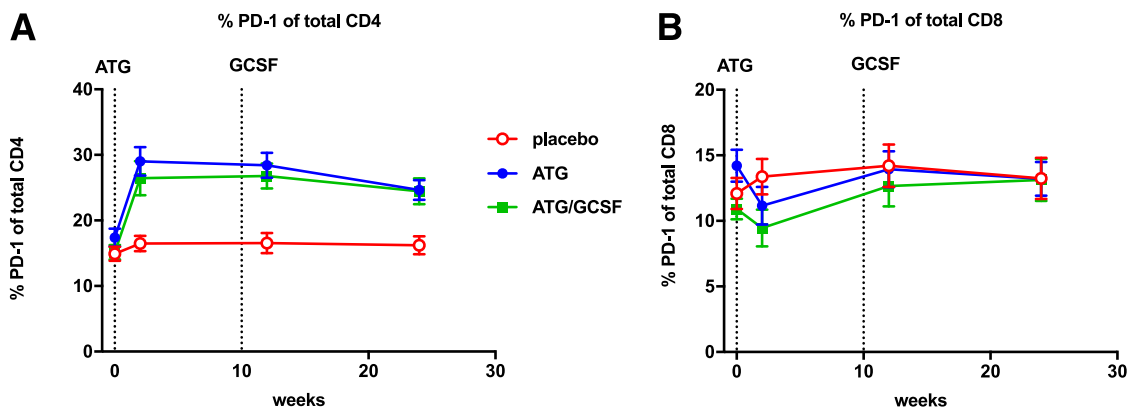 A
% PD-1 of total CD4
ATG
GCSF
% PD-1 of total CD4
40
30
20
10
0
0
10
20
30
weeks
placebo
ATG
ATG/GCSF
B
% PD-1 of total CD8
ATG
GCSF
% PD-1 of total CD8
20
15
10
5
0
0
10
20
30
weeks